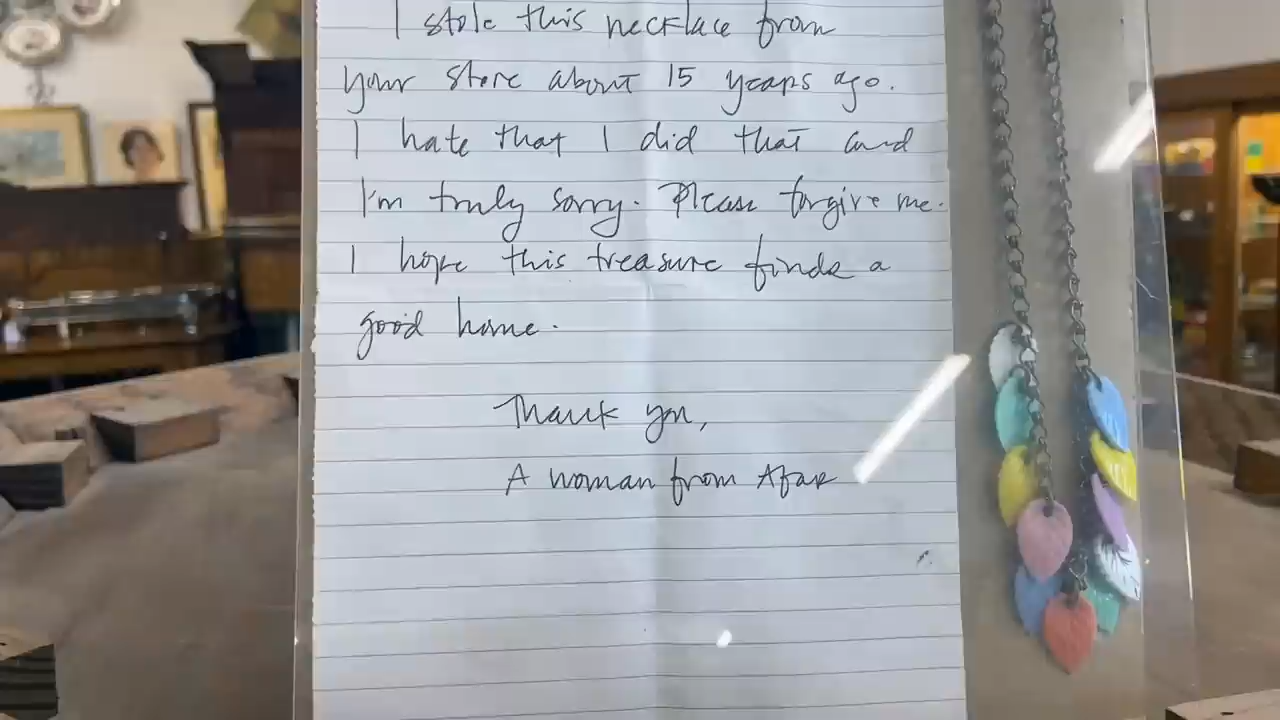 I stole this necklace from
your store about 15 years ago.
I hate that I did that and
I'm truly sorry. Please forgive me.
I hope this treasure finds a
good home.
Thank you,
A woman from Afar